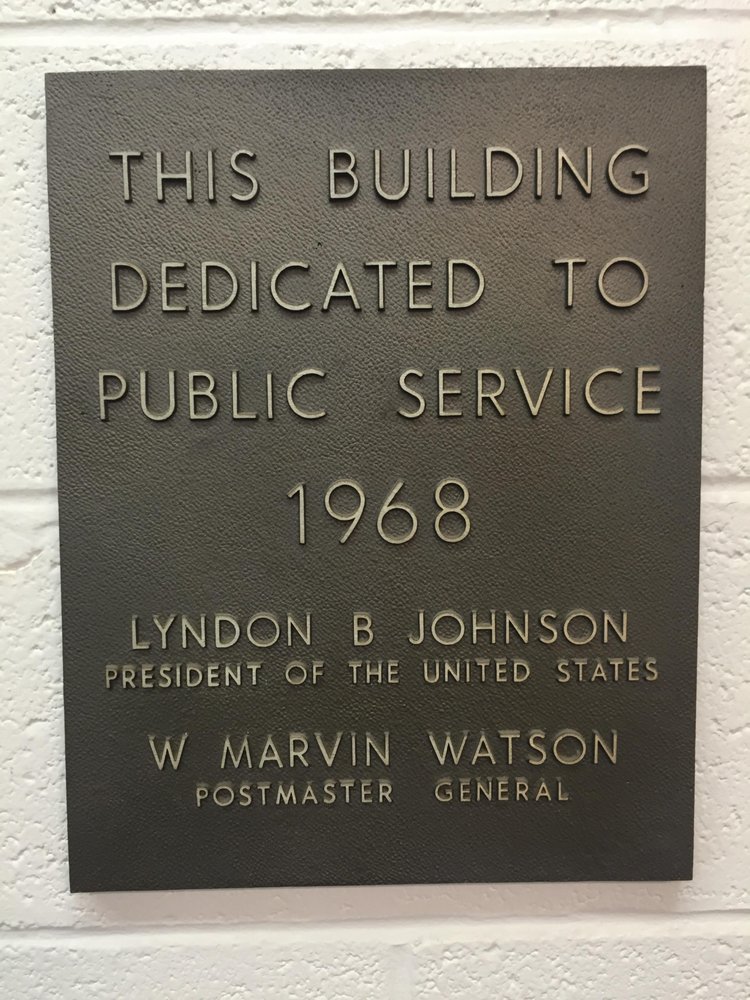 THIS BUILDING
DEDICATED TO
PUBLIC SERVICE
1968
LYNDON B JOHNSON
PRESIDENT OF THE UNITED STATES
W MARVIN WATSON
POSTMASTER GENERAL